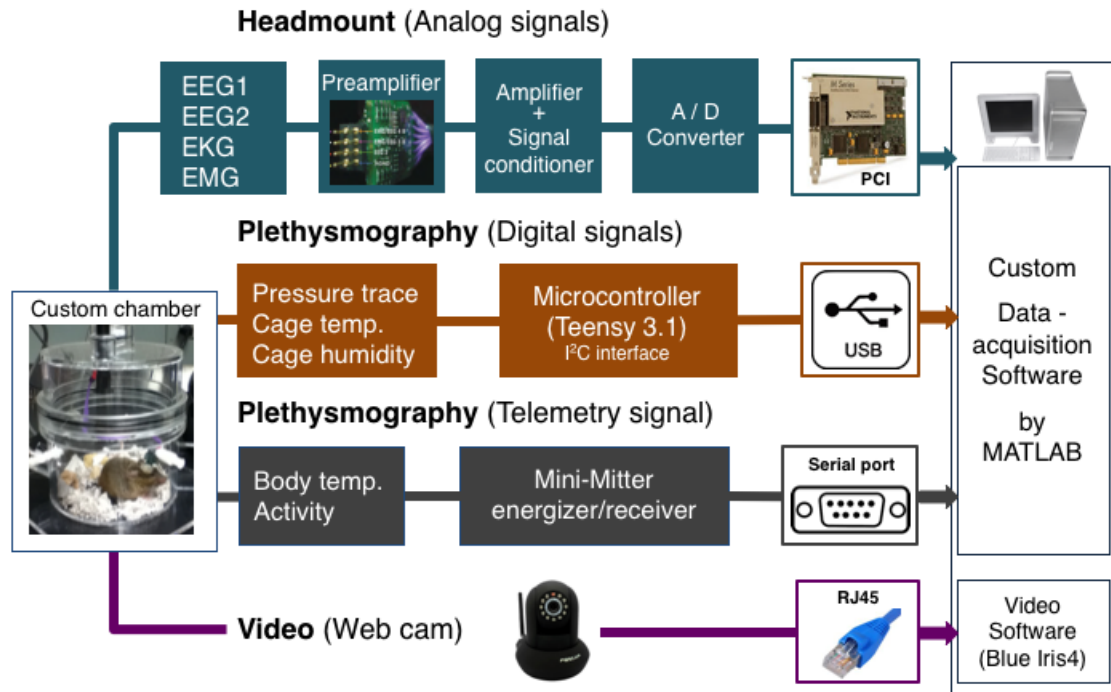 Headmount (Analog signals)
EEG1
EEG2
EKG
EMG
Preamplifier
Amplifier
+
Signal
conditioner
A / D
Converter
PCI
Plethysmography (Digital signals)
Custom chamber
Pressure trace
Cage temp.
Cage humidity
Microcontroller
(Teensy 3.1)
I²C interface
USB
Custom
Data -
acquisition
Software
by
MATLAB
Plethysmography (Telemetry signal)
Body temp.
Activity
Mini-Mitter
energizer/receiver
Serial port
Video (Web cam)
RJ45
Video
Software
(Blue Iris4)